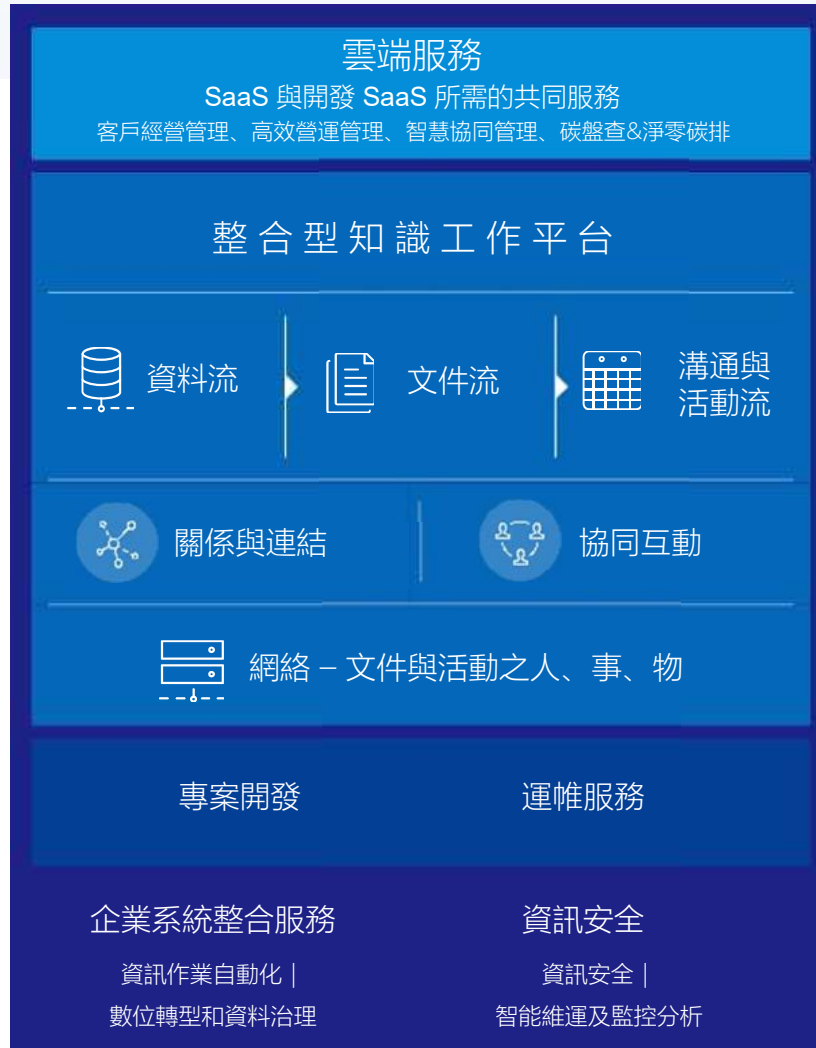 雲端服務
SaaS 與開發 SaaS 所需的共同服務
客戶經營管理、高效營運管理、智慧協同管理、碳盤查&淨零碳排
整合型知識工作平台
資料流
文件流
溝通與
活動流
關係與連結
協同互動
網絡 – 文件與活動之人、事、物
專案開發
運帷服務
企業系統整合服務
資訊作業自動化|
數位轉型和資料治理
資訊安全
資訊安全|
智能維運及監控分析